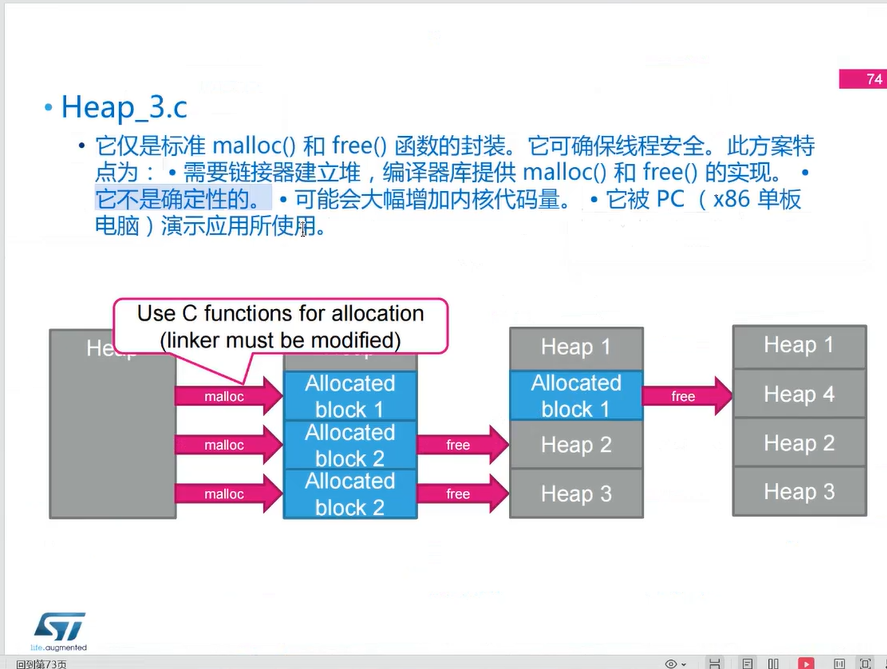 74
• Heap_3.c
• 它仅是标准 malloc() 和 free() 函数的封装。它可确保线程安全。此方案特
点为：• 需要链接器建立堆，编译器库提供 malloc() 和 free() 的实现。•
它不是确定性的。• 可能会大幅增加内核代码量。• 它被 PC （ x86 单板
电脑 ）演示应用所使用。
Use C functions for allocation
(linker must be modified)
Heap
malloc
malloc
malloc
Allocated
block 1
Allocated
block 2
Allocated
block 2
free
free
Heap 1
Allocated
block 1
Heap 2
Heap 3
free
Heap 1
Heap 4
Heap 2
Heap 3
ST
life.augmented
回到第73页